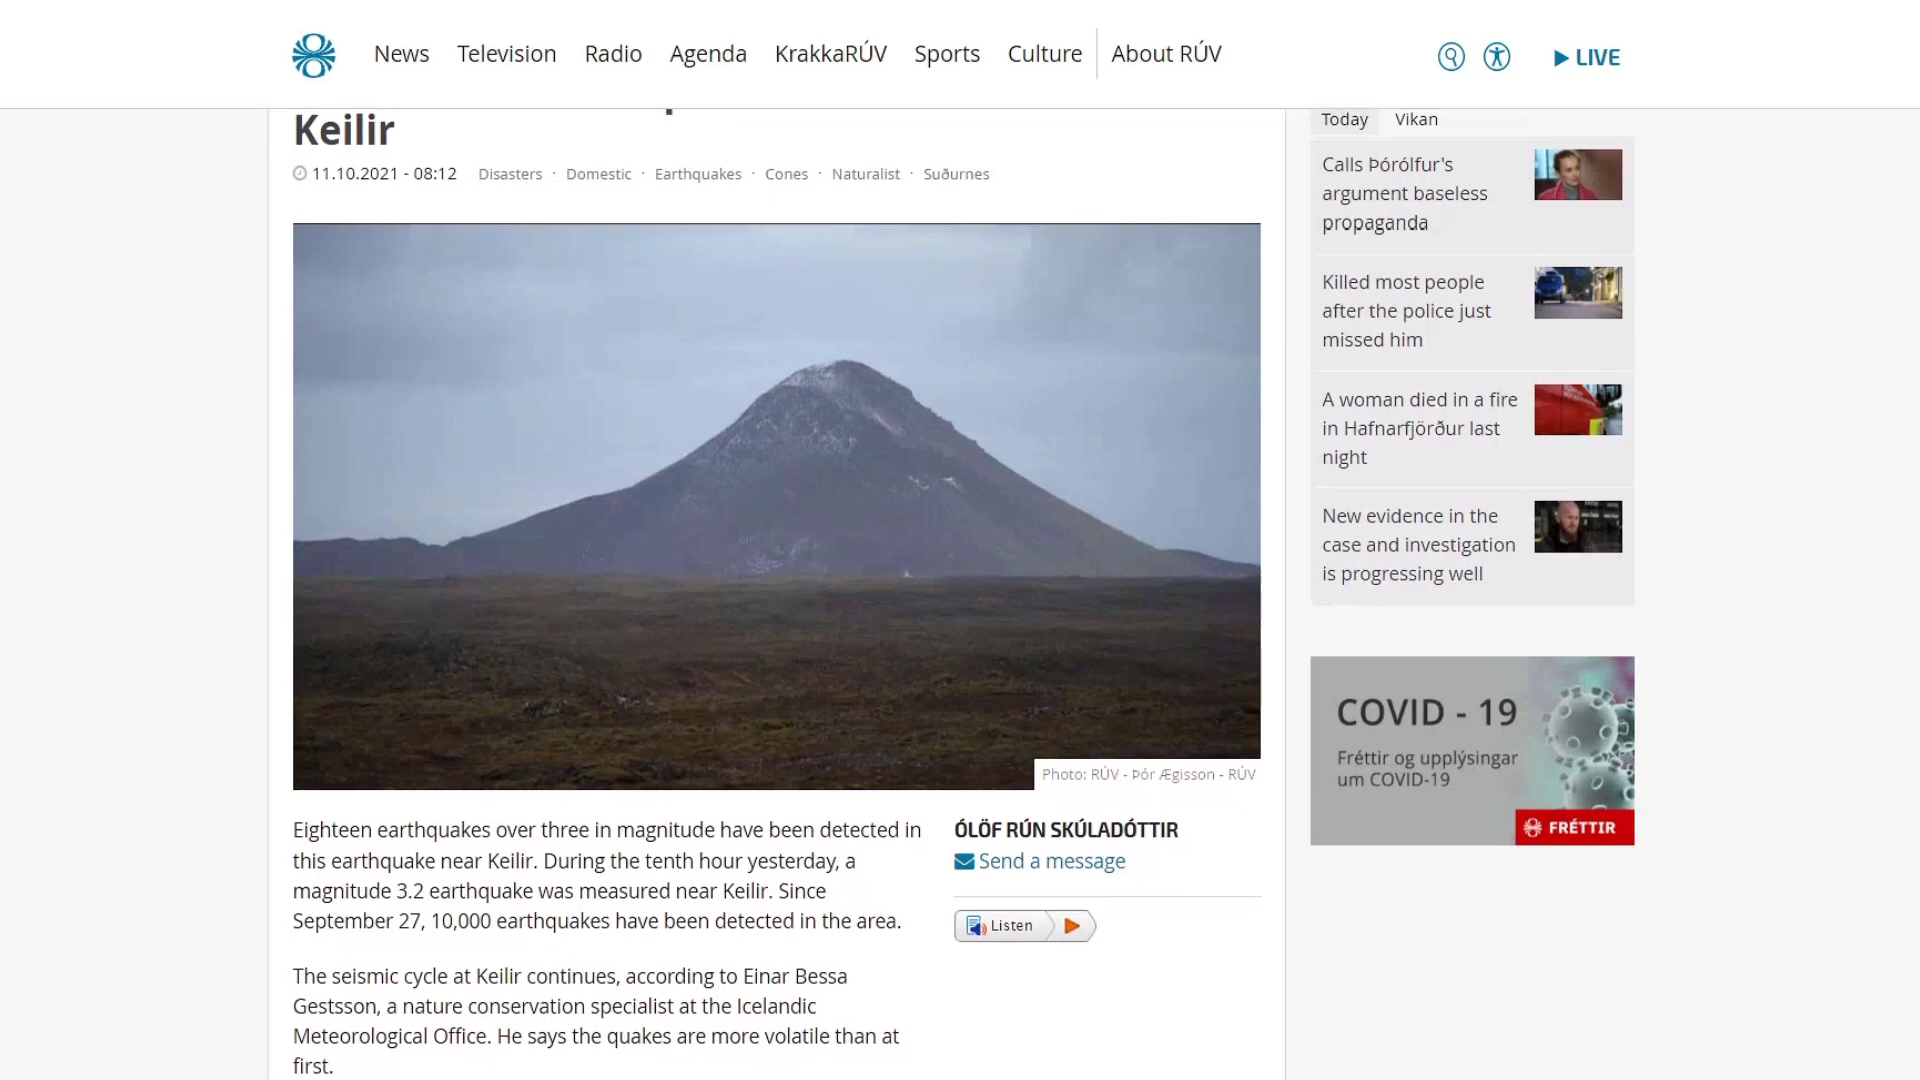 News Television Radio Agenda KrakkaRÚV Sports Culture About RÚV LIVE
Keilir
11.10.2021 - 08:12 Disasters · Domestic · Earthquakes · Cones · Naturalist · Suðurnes
Photo: RÚV - Þór Ægisson - RÚV
Eighteen earthquakes over three in magnitude have been detected in
this earthquake near Keilir. During the tenth hour yesterday, a
magnitude 3.2 earthquake was measured near Keilir. Since
September 27, 10,000 earthquakes have been detected in the area.
The seismic cycle at Keilir continues, according to Einar Bessa
Gestsson, a nature conservation specialist at the Icelandic
Meteorological Office. He says the quakes are more volatile than at
first.
ÓLÖF RÚN SKÚLADÓTTIR
Send a message
Listen
Today Vikan
Calls Þórólfur's
argument baseless
propaganda
Killed most people
after the police just
missed him
A woman died in a fire
in Hafnarfjörður last
night
New evidence in the
case and investigation
is progressing well
COVID - 19
Fréttir og upplýsingar
um COVID-19
FRÉTTIR